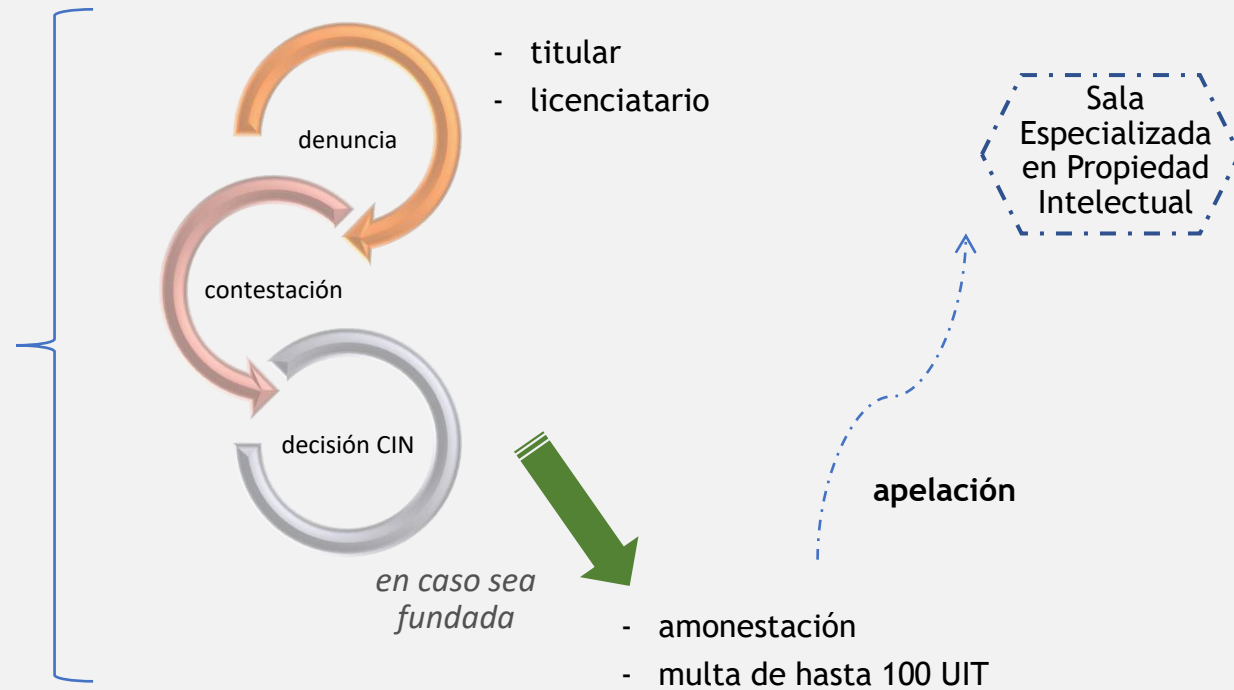 - titular
- licenciatario
denuncia
contestación
decisión CIN
en caso sea
fundada
- amonestación
- multa de hasta 100 UIT
apelación
Sala
Especializada
en Propiedad
Intelectual